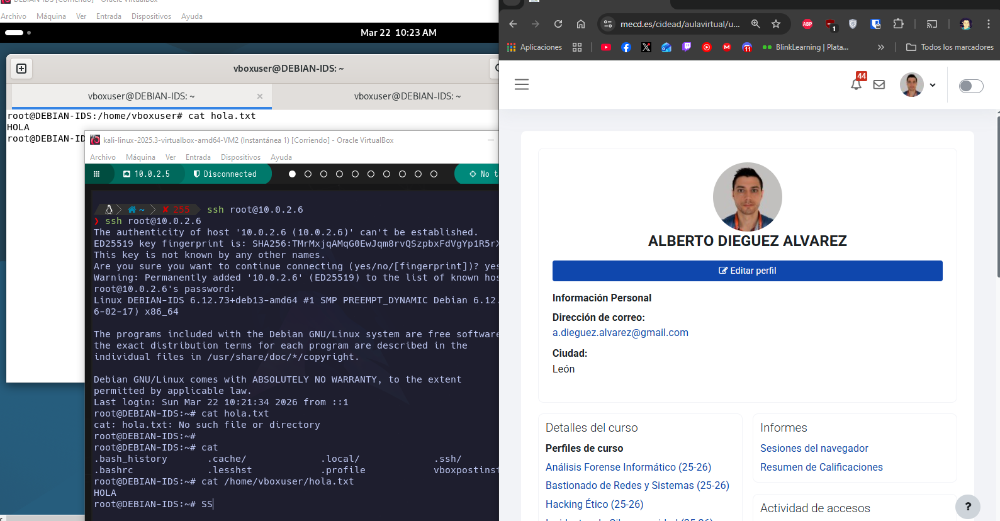 DEBIAN-IDS [Corriendo] - Oracle VirtualBox
Archivo Máquina Ver Entrada Dispositivos Ayuda
Mar 22 10:23 AM
vboxuser@DEBIAN-IDS: ~
vboxuser@DEBIAN-IDS: ~ ×
vboxuser@DEBIAN-IDS: ~
root@DEBIAN-IDS:/home/vboxuser# cat hola.txt
HOLA
root@DEBIAN-ID
kali-linux-2025.3-virtualbox-amd64-VM2 (Instantánea 1) [Corriendo] - Oracle VirtualBox
Archivo Máquina Ver Entrada Dispositivos Ayuda
10.0.2.5 Disconnected No t
~ ✘ 255 ssh root@10.0.2.6
❯ ssh root@10.0.2.6
The authenticity of host '10.0.2.6 (10.0.2.6)' can't be established.
ED25519 key fingerprint is: SHA256:TMrMxjqAMqG0EwJqm8rvQSzpbxFdVgYp1R5r
This key is not known by any other names.
Are you sure you want to continue connecting (yes/no/[fingerprint])? yes
Warning: Permanently added '10.0.2.6' (ED25519) to the list of known hos
root@10.0.2.6's password:
Linux DEBIAN-IDS 6.12.73+deb13-amd64 #1 SMP PREEMPT_DYNAMIC Debian 6.12.
6-02-17) x86_64
The programs included with the Debian GNU/Linux system are free software
the exact distribution terms for each program are described in the
individual files in /usr/share/doc/*/copyright.
Debian GNU/Linux comes with ABSOLUTELY NO WARRANTY, to the extent
permitted by applicable law.
Last login: Sun Mar 22 10:21:34 2026 from ::1
root@DEBIAN-IDS:~# cat hola.txt
cat: hola.txt: No such file or directory
root@DEBIAN-IDS:~#
root@DEBIAN-IDS:~# cat
.bash_history .cache/ .local/ .ssh/
.bashrc .lesshst .profile vboxpostinst
root@DEBIAN-IDS:~# cat /home/vboxuser/hola.txt
HOLA
root@DEBIAN-IDS:~# SS
mecd.es/cidead/aulavirtual/u...
ABP
1
Aplicaciones
11
BlinkLearning | Plata...
»
Todos los marcadores
44
ALBERTO DIEGUEZ ALVAREZ
Editar perfil
Información Personal
Dirección de correo:
a.dieguez.alvarez@gmail.com
Ciudad:
León
Detalles del curso
Perfiles de curso
Análisis Forense Informático (25-26)
Bastionado de Redes y Sistemas (25-26)
Hacking Ético (25-26)
Informes
Sesiones del navegador
Resumen de Calificaciones
Actividad de accesos
?